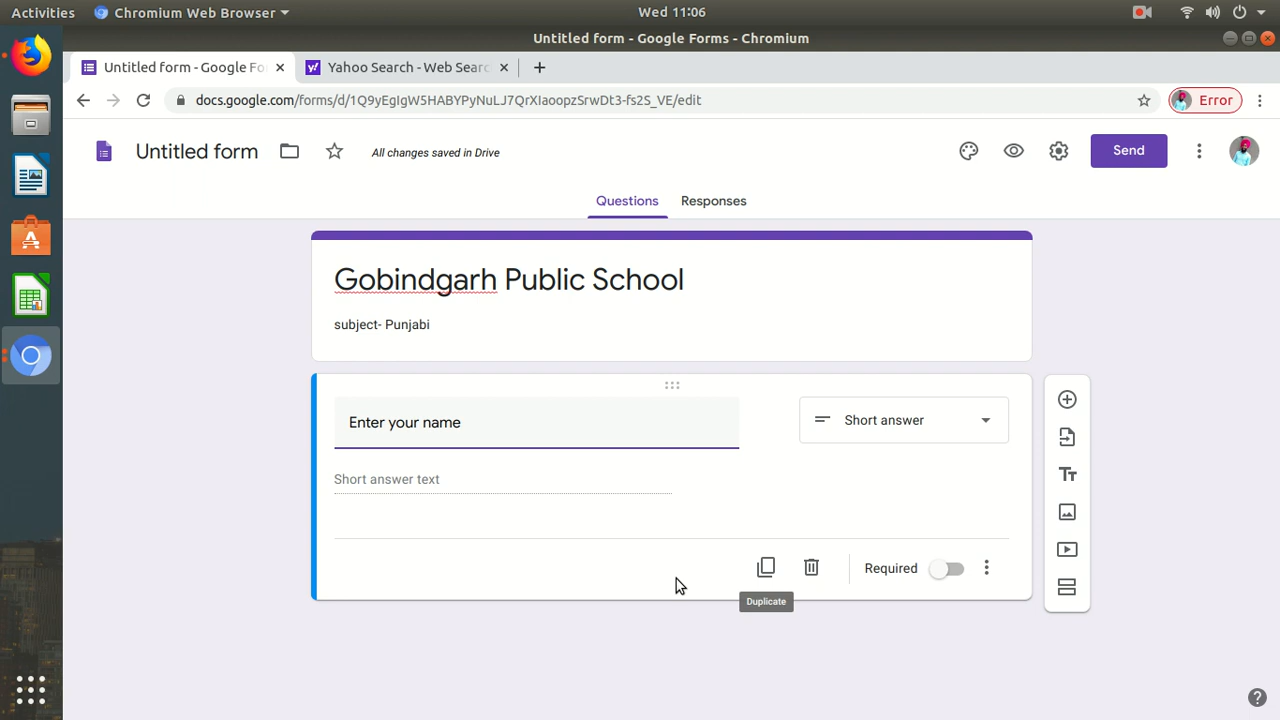 Activities
Chromium Web Browser
Wed 11:06
Untitled form - Google Forms - Chromium
Untitled form - Google Fo
Yahoo Search - Web Searc
docs.google.com/forms/d/1Q9yEgIgW5HABYPyNuLJ7QrXIaoopzSrwDt3-fs2S_VE/edit
Error
Untitled form
All changes saved in Drive
Send
Questions
Responses
Gobindgarh Public School
subject- Punjabi
Enter your name
Short answer
Short answer text
Required
Duplicate